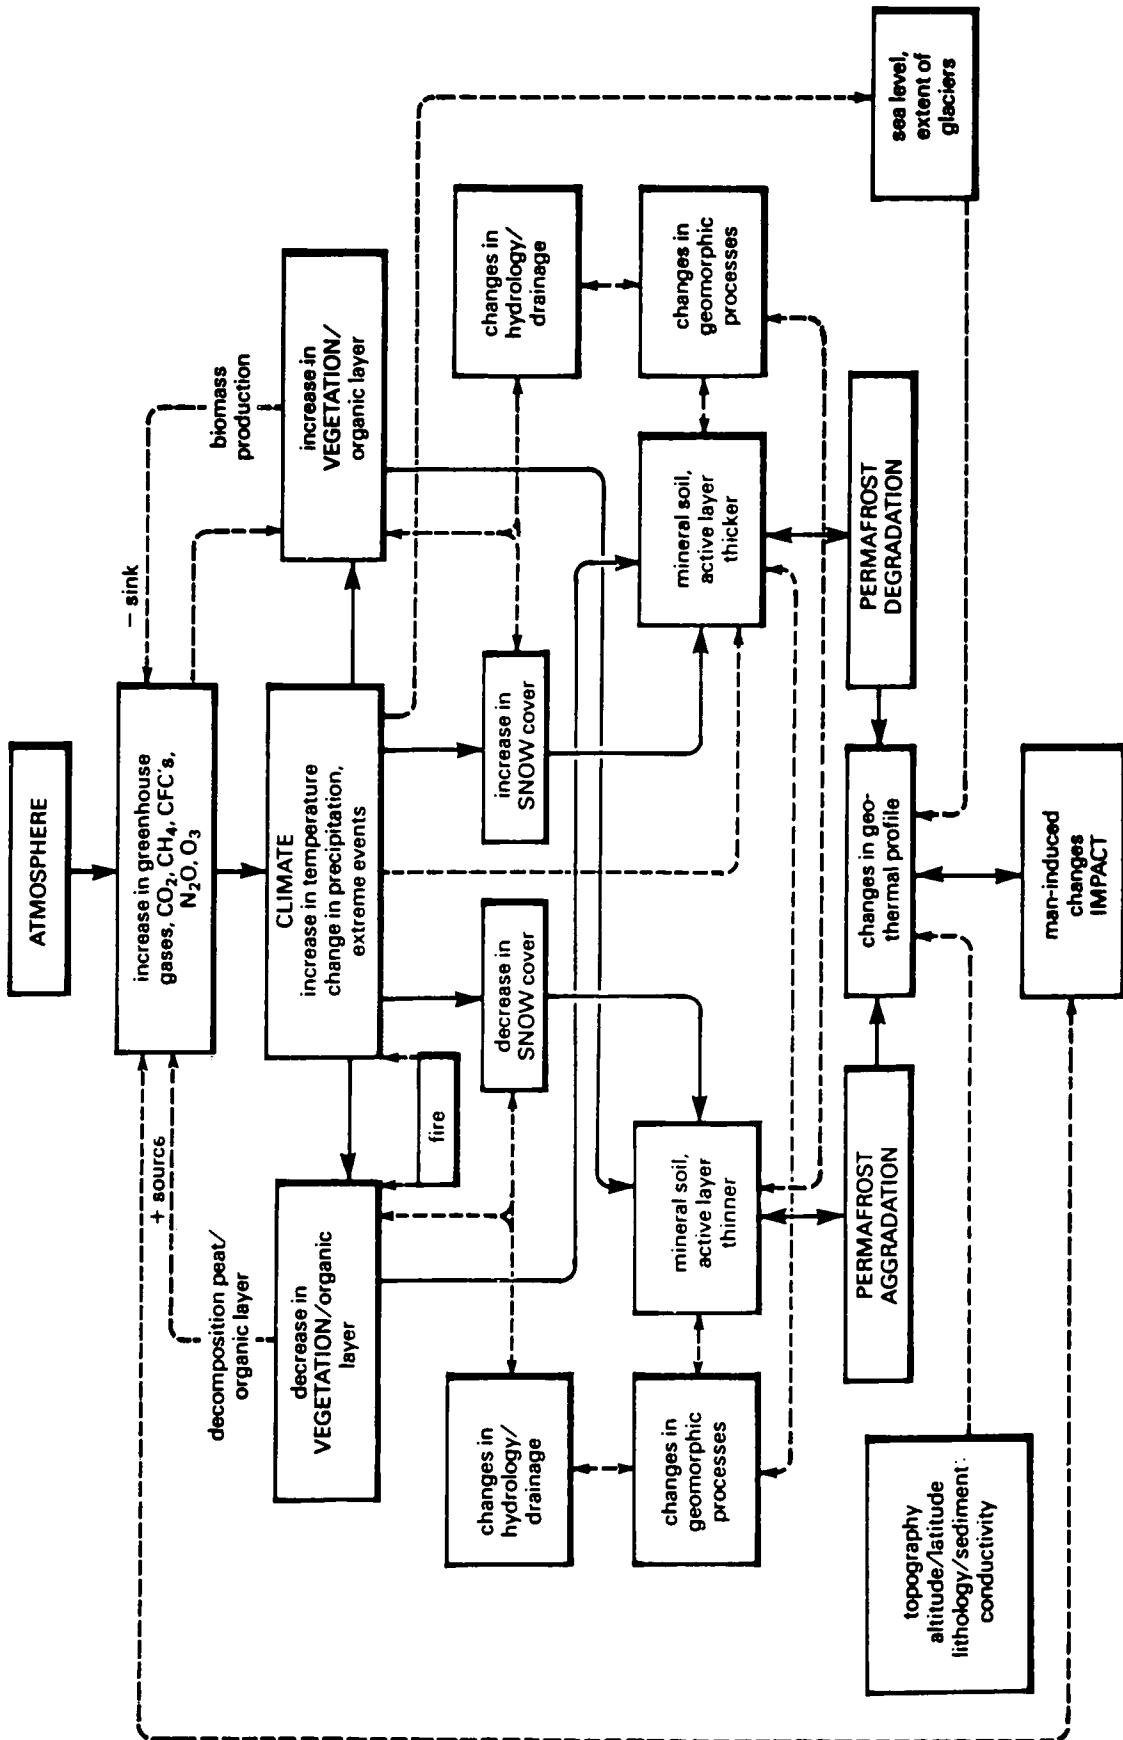 ATMOSPHERE
increase in greenhouse
gases, CO₂, CH₄, CFC's,
N₂O, O₃
+ source
– sink
decomposition peat/
organic layer
biomass
production
CLIMATE
increase in temperature
change in precipitation,
extreme events
decrease in
VEGETATION/organic
layer
increase in
VEGETATION/
organic layer
fire
changes in
hydrology/
drainage
decrease in
SNOW cover
increase in
SNOW cover
changes in
hydrology/
drainage
changes in
geomorphic
processes
mineral soil,
active layer
thinner
mineral soil,
active layer
thicker
changes in
geomorphic
processes
topography
altitude/latitude
lithology/sediment:
conductivity
PERMAFROST
AGGRADATION
changes in geo-
thermal profile
PERMAFROST
DEGRADATION
sea level,
extent of
glaciers
man-induced
changes
IMPACT